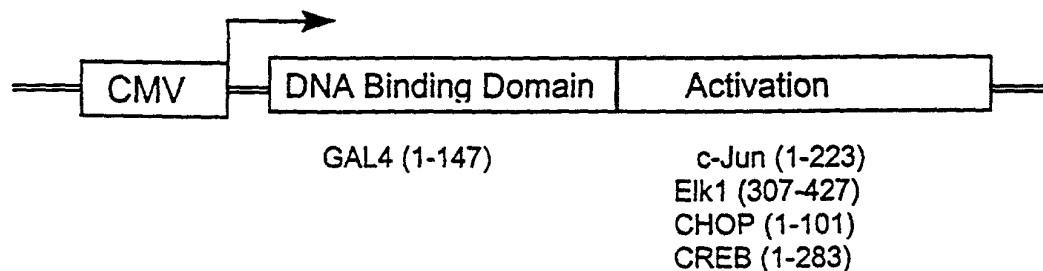 CMV
DNA Binding Domain
Activation
GAL4 (1-147)
c-Jun (1-223)
Elk1 (307-427)
CHOP (1-101)
CREB (1-283)